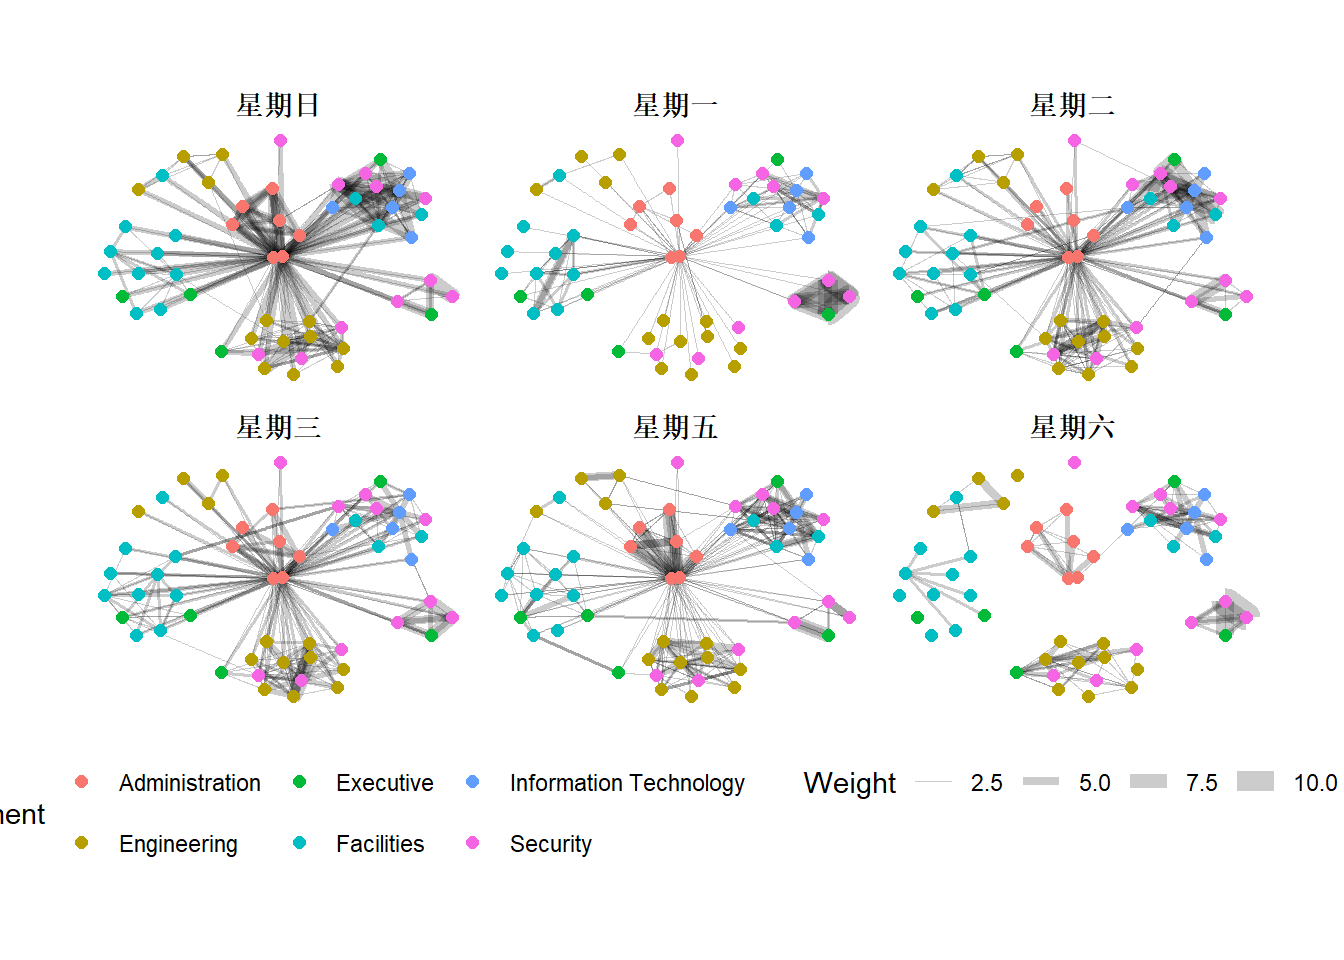 星期日 星期一 星期二
星期三 星期五 星期六
Administration Executive Information Technology Weight 2.5 5.0 7.5 10.0
ment
Engineering Facilities Security